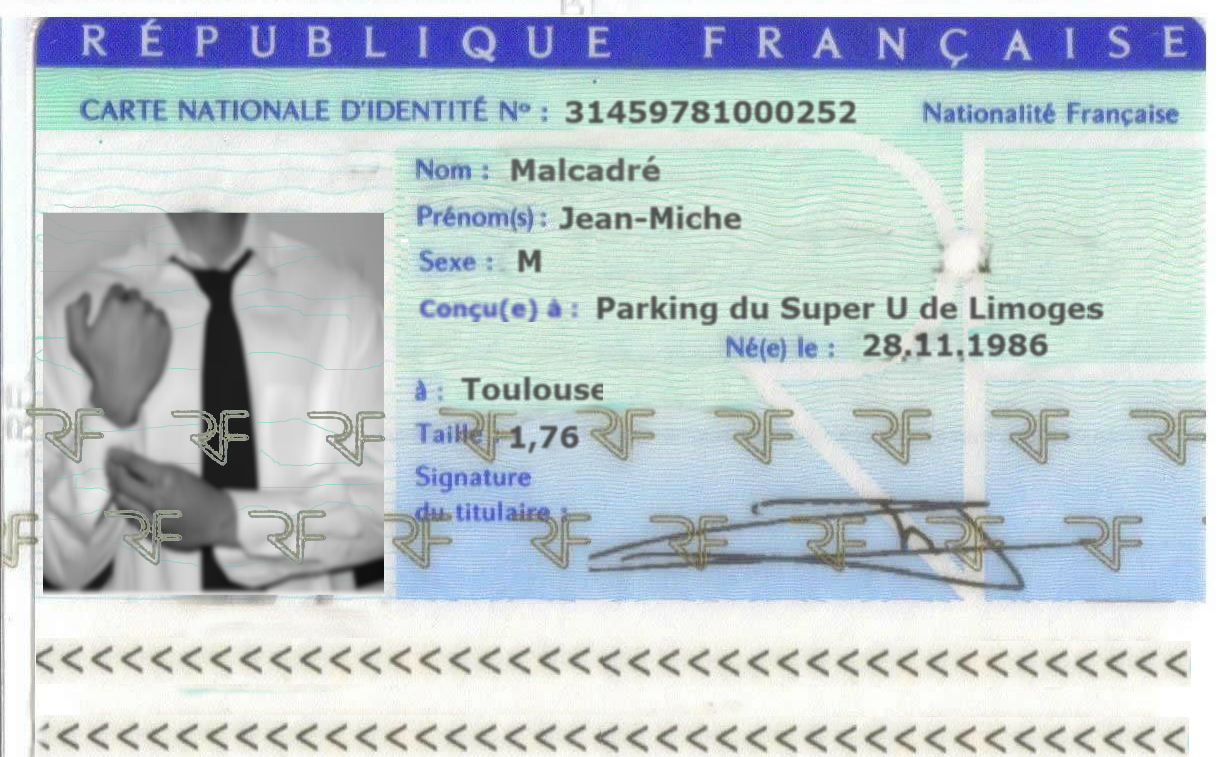 RÉPUBLIQUE FRANÇAISE
CARTE NATIONALE D'IDENTITÉ Nº : 31459781000252 Nationalité Française
Nom : Malcadré
Prénom(s) : Jean-Miche
Sexe : M
Conçu(e) à : Parking du Super U de Limoges
Né(e) le : 28.11.1986
à : Toulouse
Taille : 1,76
RF RF RF RF RF RF RF RF RF
Signature
du titulaire :
RF RF RF RF RF RF RF RF RF
<<<<<<<<<<<<<<<<<<<<<<<<<<<<<<<<<<<<
<<<<<<<<<<<<<<<<<<<<<<<<<<<<<<<<<<<<